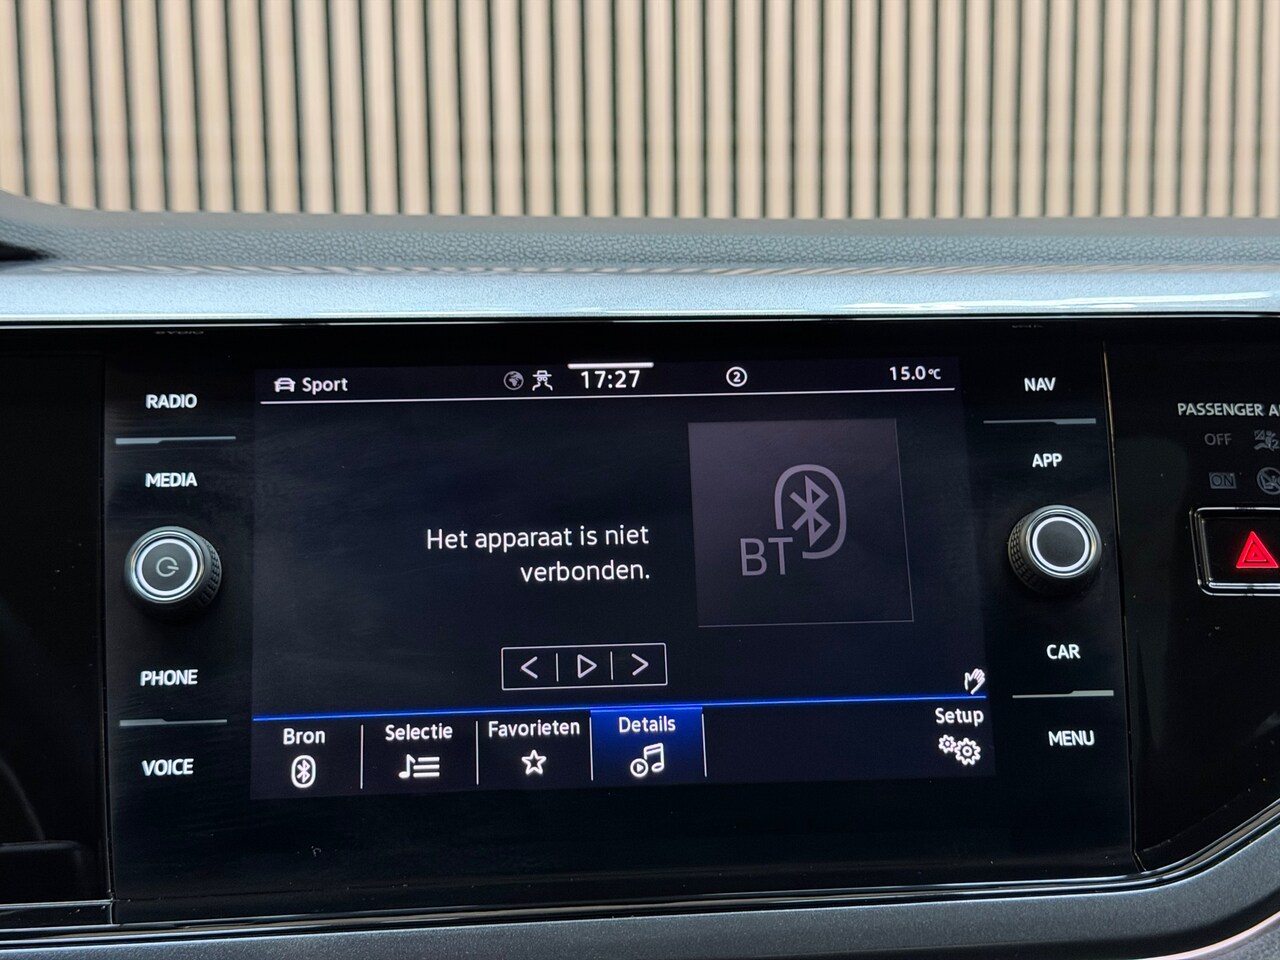 Sport
17:27
2
15.0°C
RADIO
MEDIA
PHONE
VOICE
NAV
APP
CAR
MENU
Het apparaat is niet
verbonden.
BT
Bron
Selectie
Favorieten
Details
Setup
PASSENGER
OFF
ON